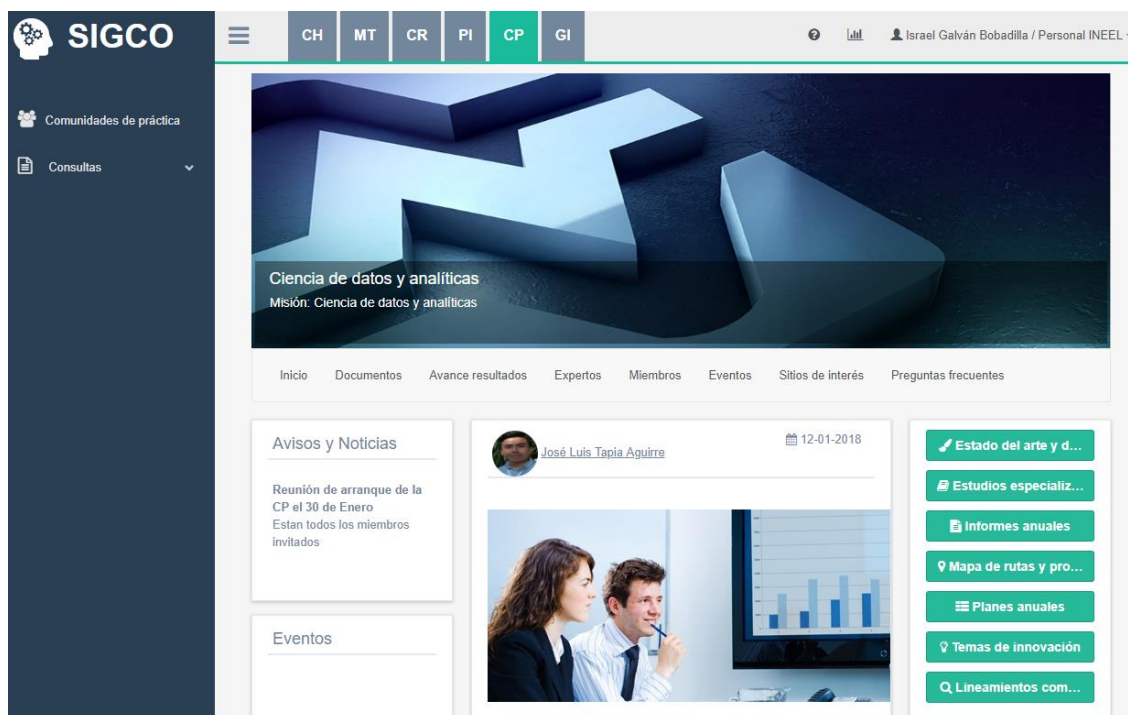 SIGCO
CH MT CR PI CP GI
Israel Galván Bobadilla / Personal INEEL
Comunidades de práctica
Consultas
Ciencia de datos y analíticas
Misión: Ciencia de datos y analíticas
Inicio Documentos Avance resultados Expertos Miembros Eventos Sitios de interés Preguntas frecuentes
Avisos y Noticias
Reunión de arranque de la
CP el 30 de Enero
Estan todos los miembros
invitados
Eventos
José Luis Tapia Aguirre
12-01-2018
Estado del arte y d...
Estudios especializ...
Informes anuales
Mapa de rutas y pro...
Planes anuales
Temas de innovación
Lineamientos com...